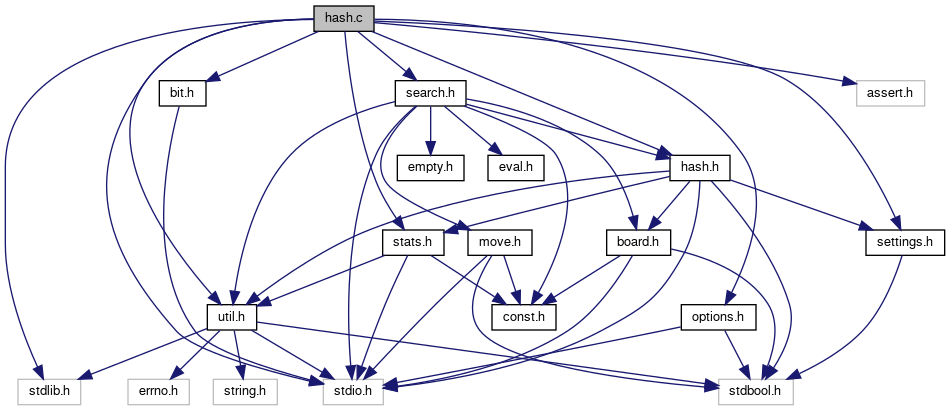 hash.c
bit.h
search.h
assert.h
empty.h
eval.h
hash.h
stats.h
move.h
board.h
settings.h
util.h
const.h
options.h
stdlib.h
errno.h
string.h
stdio.h
stdbool.h